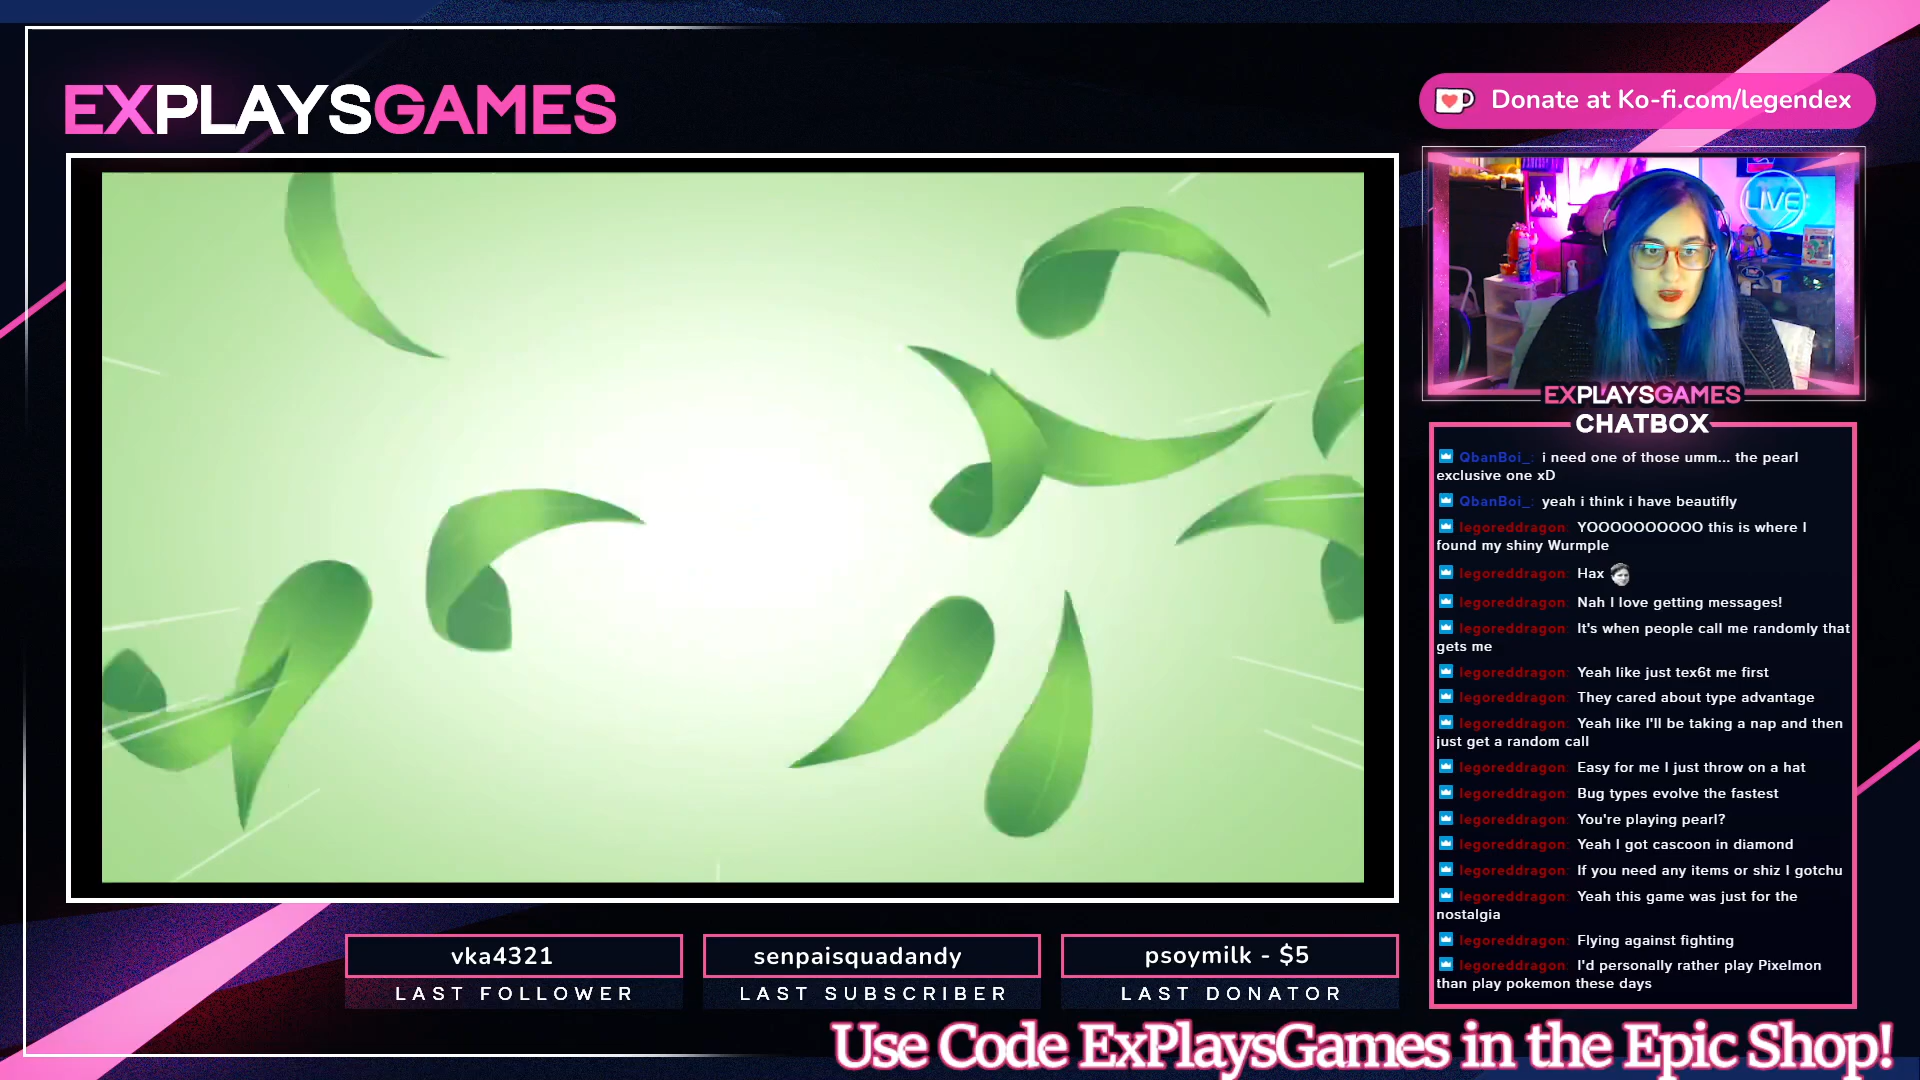 EXPLAYSGAMES
Donate at Ko-fi.com/legendex
LIVE
EXPLAYSGAMES
CHATBOX
QbanBoi_: i need one of those umm... the pearl
exclusive one xD
QbanBoi_: yeah i think i have beautifly
legoreddragon: YOOOOOOOOOO this is where I
found my shiny Wurmple
legoreddragon: Hax
legoreddragon: Nah I love getting messages!
legoreddragon: It's when people call me randomly that
gets me
legoreddragon: Yeah like just tex6t me first
legoreddragon: They cared about type advantage
legoreddragon: Yeah like I'll be taking a nap and then
just get a random call
legoreddragon: Easy for me I just throw on a hat
legoreddragon: Bug types evolve the fastest
legoreddragon: You're playing pearl?
legoreddragon: Yeah I got cascoon in diamond
legoreddragon: If you need any items or shiz I gotchu
legoreddragon: Yeah this game was just for the
nostalgia
legoreddragon: Flying against fighting
legoreddragon: I'd personally rather play Pixelmon
than play pokemon these days
vka4321
LAST FOLLOWER
senpaisquadandy
LAST SUBSCRIBER
psoymilk - $5
LAST DONATOR
Use Code ExPlaysGames in the Epic Shop!